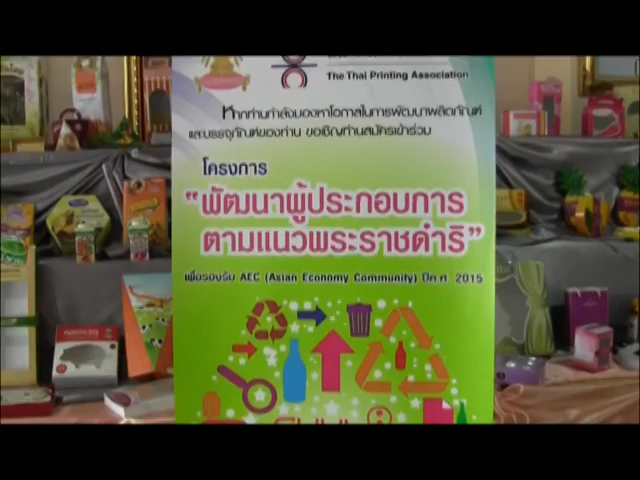 The Thai Printing Association
หากท่านกำลังมองหาโอกาสในการพัฒนาผลิตภัณฑ์
และบรรจุภัณฑ์ของท่าน ขอเชิญท่านสมัครเข้าร่วม
โครงการ
“พัฒนาผู้ประกอบการ
ตามแนวพระราชดำริ”
เพื่อรองรับ AEC (Asian Economy Community) ปีค.ศ. 2015